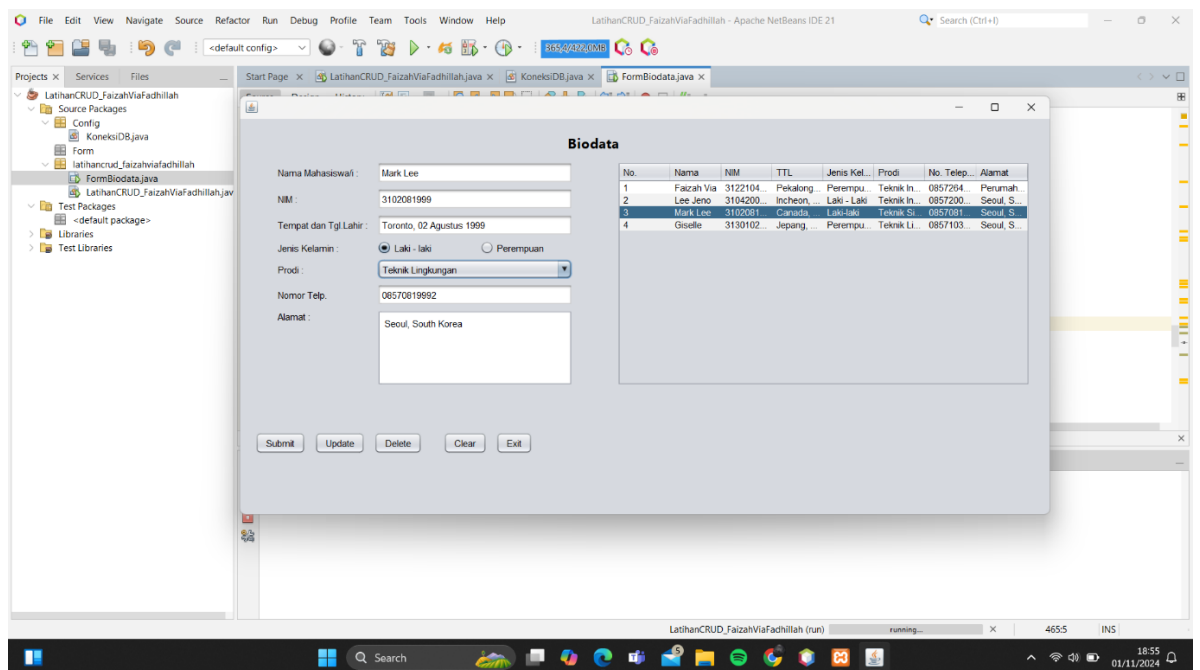 File Edit View Navigate Source Refactor Run Debug Profile Team Tools Window Help LatihanCRUD_FaizahViaFadhillah - Apache NetBeans IDE 21 Search (Ctrl+I)
<default config>
Projects Services Files Start Page LatihanCRUD_FaizahViaFadhillah.java KoneksiDB.java FormBiodata.java
LatihanCRUD_FaizahViaFadhillah
Source Packages
Config
KoneksiDB.java
Form
latihancrud_faizahviafadhillah
FormBiodata.java
LatihanCRUD_FaizahViaFadhillah.jav
Test Packages
<default package>
Libraries
Test Libraries
Biodata
Nama Mahasiswa/i : Mark Lee
NIM : 3102081999
Tempat dan Tgl.Lahir : Toronto, 02 Agustus 1999
Jenis Kelamin : Laki - laki Perempuan
Prodi : Teknik Lingkungan
Nomor Telp. 08570819992
Alamat : Seoul, South Korea
No. Nama NIM TTL Jenis Kel... Prodi No. Telep... Alamat
1 Faizah Via 3122104... Pekalong... Perempu... Teknik In... 0857264... Perumah...
2 Lee Jeno 3104200... Incheon, ... Laki - Laki Teknik In... 0857200... Seoul, S...
3 Mark Lee 3102081... Canada, ... Laki-laki Teknik Si... 0857081... Seoul, S...
4 Giselle 3130102... Jepang, ... Perempu... Teknik Li... 0857103... Seoul, S...
Submit Update Delete Clear Exit
LatihanCRUD_FaizahViaFadhillah (run) running... 465:5 INS
Search 5 18:55
01/11/2024